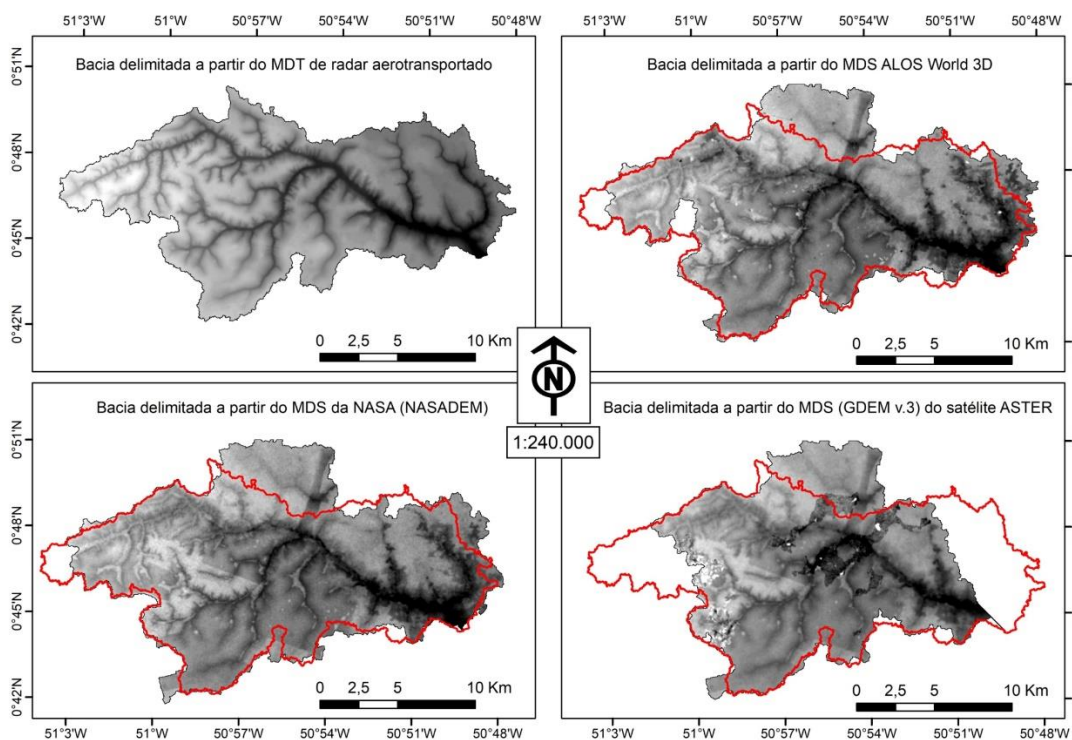 51°3'W 51°W 50°57'W 50°54'W 50°51'W 50°48'W
51°3'W 51°W 50°57'W 50°54'W 50°51'W 50°48'W
0°51'N
0°48'N
0°45'N
0°42'N
Bacia delimitada a partir do MDT de radar aerotransportado
0 2,5 5 10 Km
Bacia delimitada a partir do MDS ALOS World 3D
0 2,5 5 10 Km
N
1:240.000
0°51'N
0°48'N
0°45'N
0°42'N
Bacia delimitada a partir do MDS da NASA (NASADEM)
0 2,5 5 10 Km
Bacia delimitada a partir do MDS (GDEM v.3) do satélite ASTER
0 2,5 5 10 Km
51°3'W 51°W 50°57'W 50°54'W 50°51'W 50°48'W
51°3'W 51°W 50°57'W 50°54'W 50°51'W 50°48'W